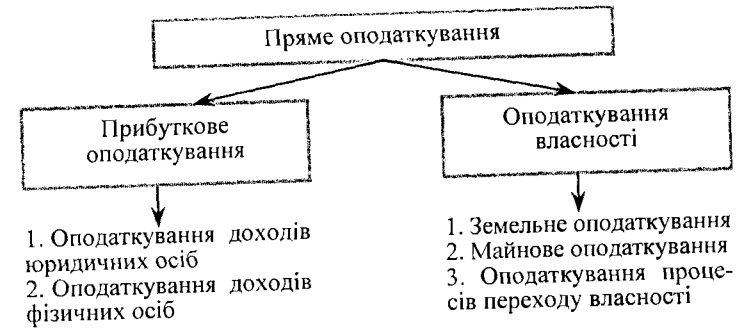 Пряме оподаткування
Прибуткове
оподаткування
Оподаткування
власності
1. Оподаткування доходів
юридичних осіб
2. Оподаткування доходів
фізичних осіб
1. Земельне оподаткування
2. Майнове оподаткування
3. Оподаткування проце-
сів переходу власності